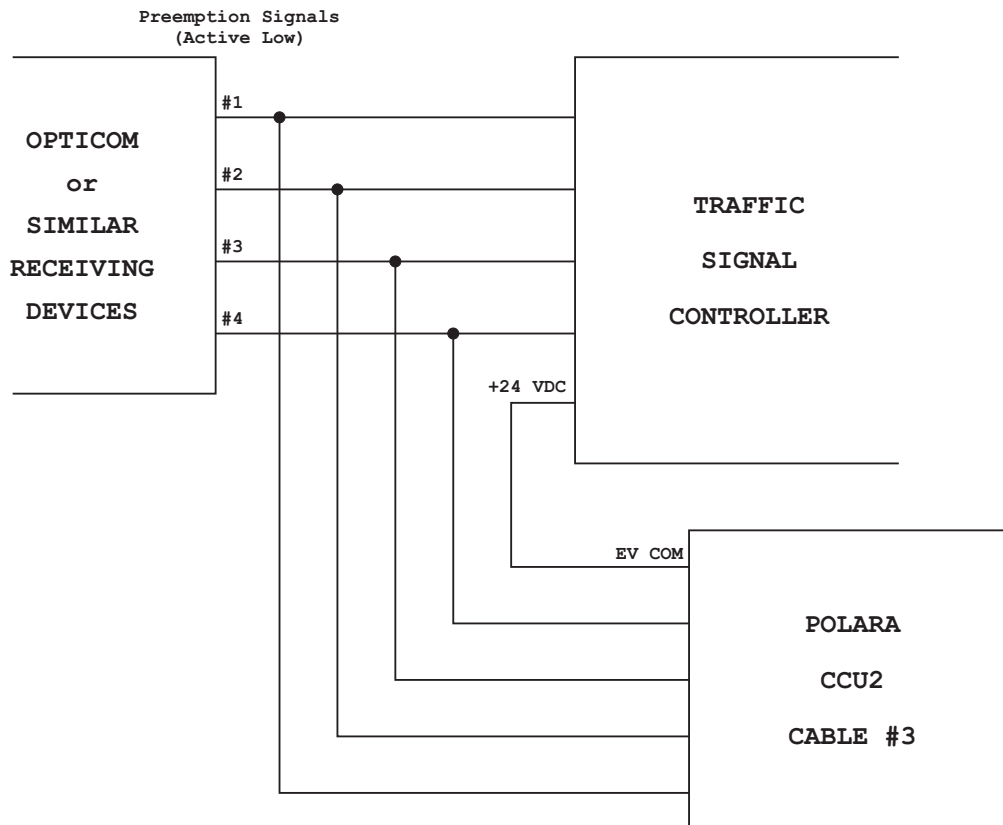 Preemption Signals
(Active Low)
OPTICOM
or
SIMILAR
RECEIVING
DEVICES
#1
#2
#3
#4
TRAFFIC
SIGNAL
CONTROLLER
+24 VDC
EV COM
POLARA
CCU2
CABLE #3